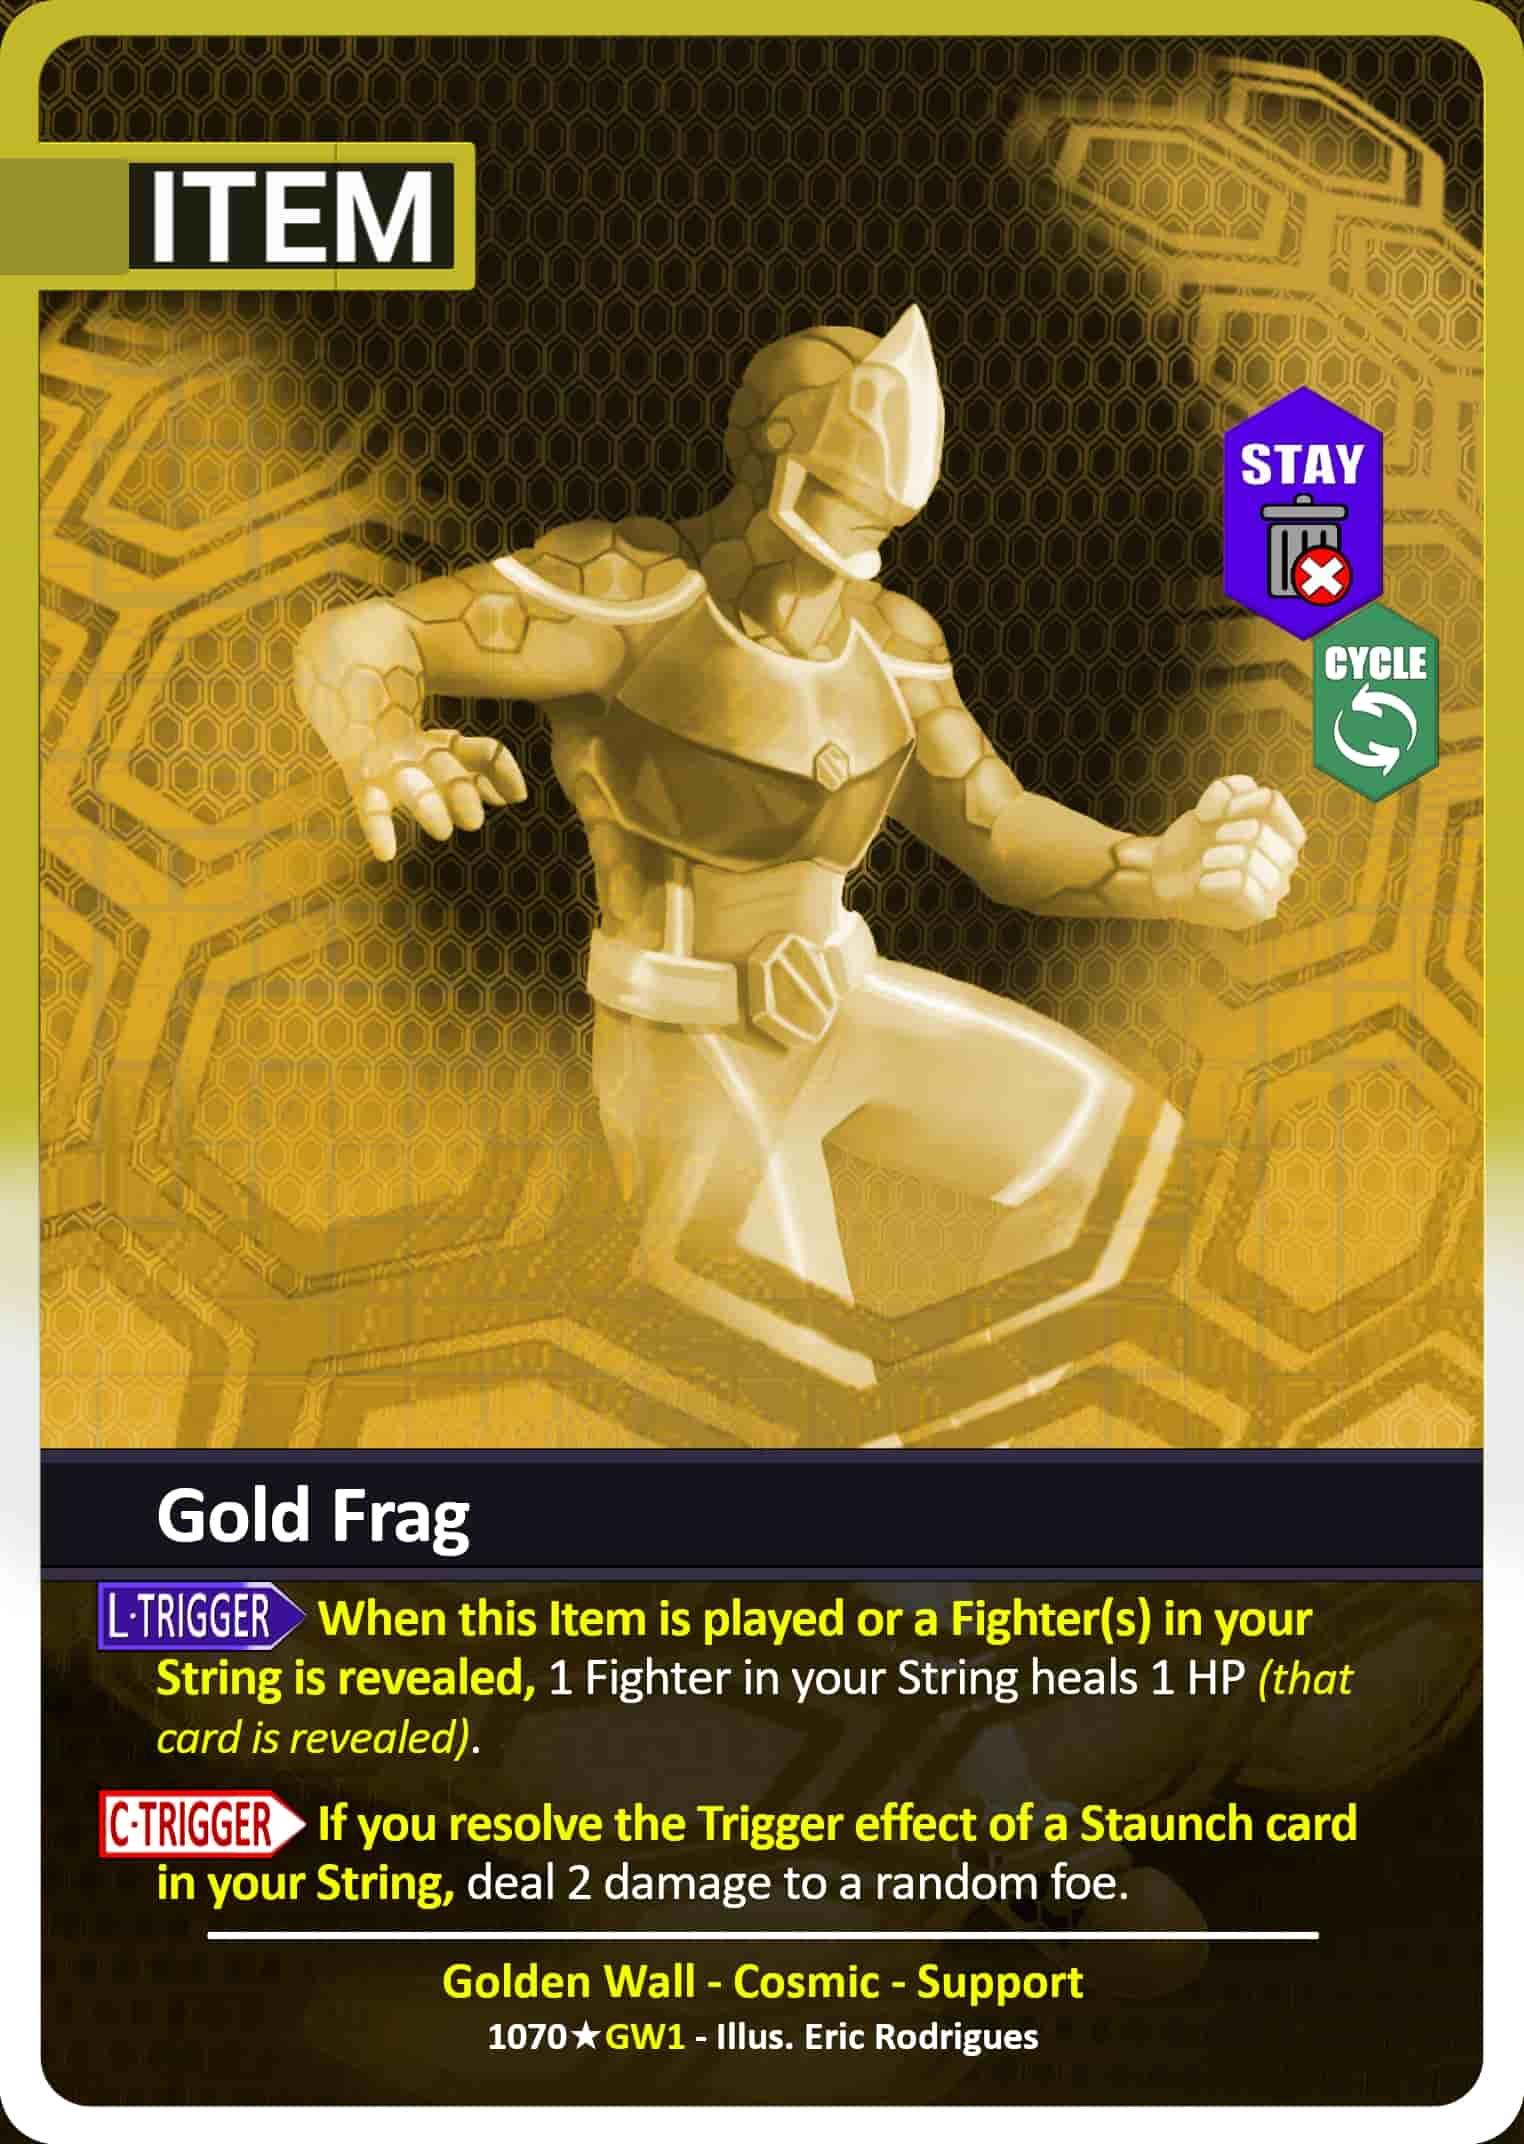 ITEM
STAY
CYCLE
Gold Frag
L·TRIGGER When this Item is played or a Fighter(s) in your
String is revealed, 1 Fighter in your String heals 1 HP (that
card is revealed).
C·TRIGGER If you resolve the Trigger effect of a Staunch card
in your String, deal 2 damage to a random foe.
Golden Wall - Cosmic - Support
1070★GW1 - Illus. Eric Rodrigues